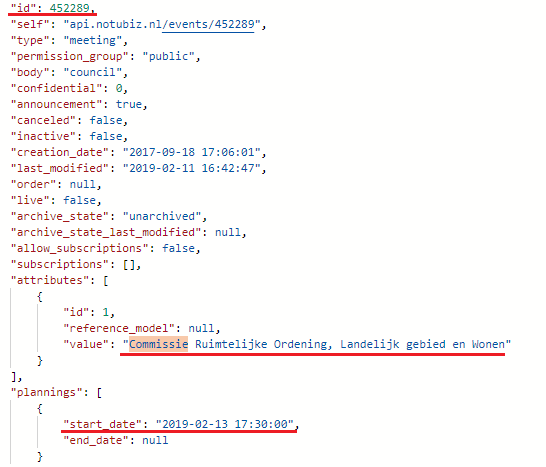 "id": 452289,
"self": "api.notubiz.nl/events/452289",
"type": "meeting",
"permission_group": "public",
"body": "council",
"confidential": 0,
"announcement": true,
"canceled": false,
"inactive": false,
"creation_date": "2017-09-18 17:06:01",
"last_modified": "2019-02-11 16:42:47",
"order": null,
"live": false,
"archive_state": "unarchived",
"archive_state_last_modified": null,
"allow_subscriptions": false,
"subscriptions": [],
"attributes": [
{
"id": 1,
"reference_model": null,
"value": "Commissie Ruimtelijke Ordening, Landelijk gebied en Wonen"
}
],
"plannings": [
{
"start_date": "2019-02-13 17:30:00",
"end_date": null
}